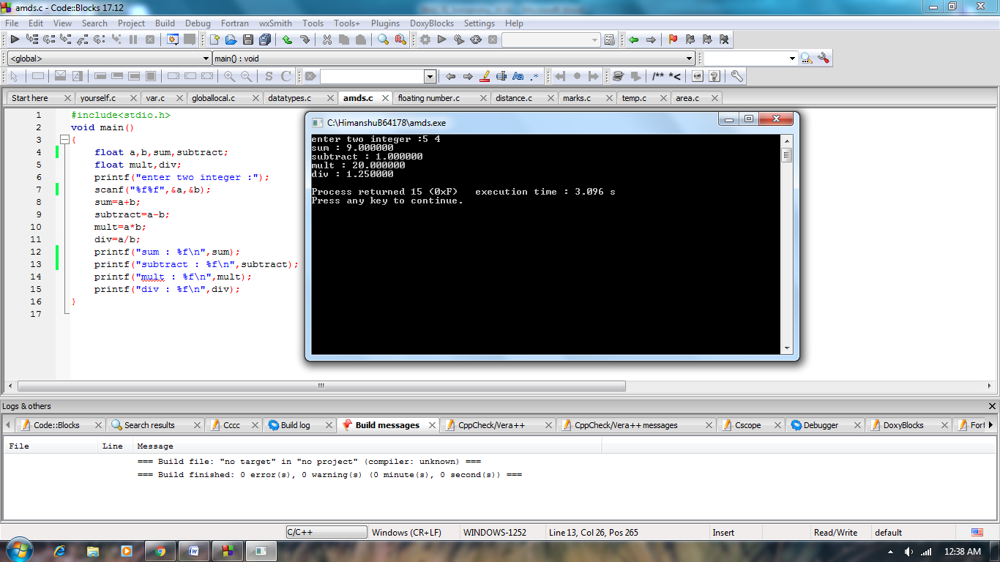 amds.c - Code::Blocks 17.12
File Edit View Search Project Build Debug Fortran wxSmith Tools Tools+ Plugins DoxyBlocks Settings Help
<global> main() : void
S C Aa .* /** *<
Start here yourself.c var.c globallocal.c datatypes.c amds.c floating number.c distance.c marks.c temp.c area.c
1 #include<stdio.h>
2 void main()
3 {
4 float a,b,sum,subtract;
5 float mult,div;
6 printf("enter two integer :");
7 scanf("%f%f",&a,&b);
8 sum=a+b;
9 subtract=a-b;
10 mult=a*b;
11 div=a/b;
12 printf("sum : %f\n",sum);
13 printf("subtract : %f\n",subtract);
14 printf("mult : %f\n",mult);
15 printf("div : %f\n",div);
16 }
17
C:\HimanshuB64178\amds.exe
enter two integer :5 4
sum : 9.000000
subtract : 1.000000
mult : 20.000000
div : 1.250000
Process returned 15 (0xF) execution time : 3.096 s
Press any key to continue.
Logs & others
Code::Blocks Search results Cccc Build log Build messages CppCheck/Vera++ CppCheck/Vera++ messages Cscope Debugger DoxyBlocks Fort
File Line Message
=== Build file: "no target" in "no project" (compiler: unknown) ===
=== Build finished: 0 error(s), 0 warning(s) (0 minute(s), 0 second(s)) ===
C/C++ Windows (CR+LF) WINDOWS-1252 Line 13, Col 26, Pos 265 Insert Read/Write default
12:38 AM